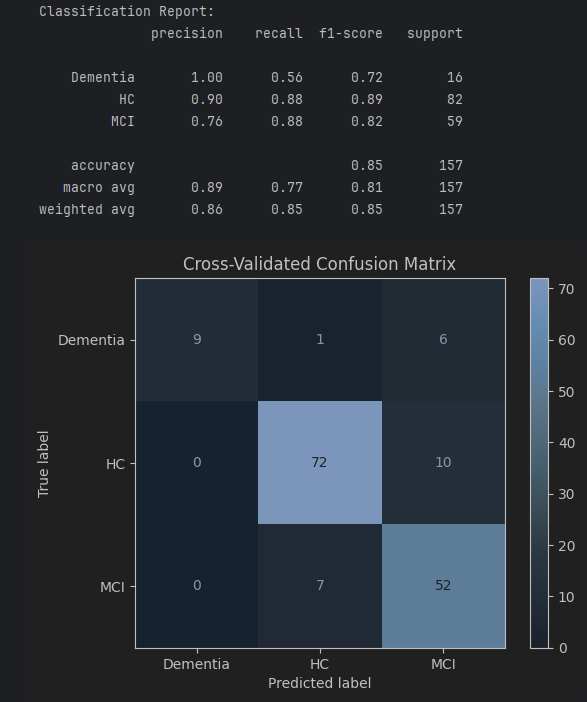 Classification Report:
precision recall f1-score support
Dementia 1.00 0.56 0.72 16
HC 0.90 0.88 0.89 82
MCI 0.76 0.88 0.82 59
accuracy 0.85 157
macro avg 0.89 0.77 0.81 157
weighted avg 0.86 0.85 0.85 157
Cross-Validated Confusion Matrix
70
Dementia 9 1 6
60
50
True label
HC 0 72 10
40
30
20
MCI 0 7 52
10
0
Dementia HC MCI
Predicted label